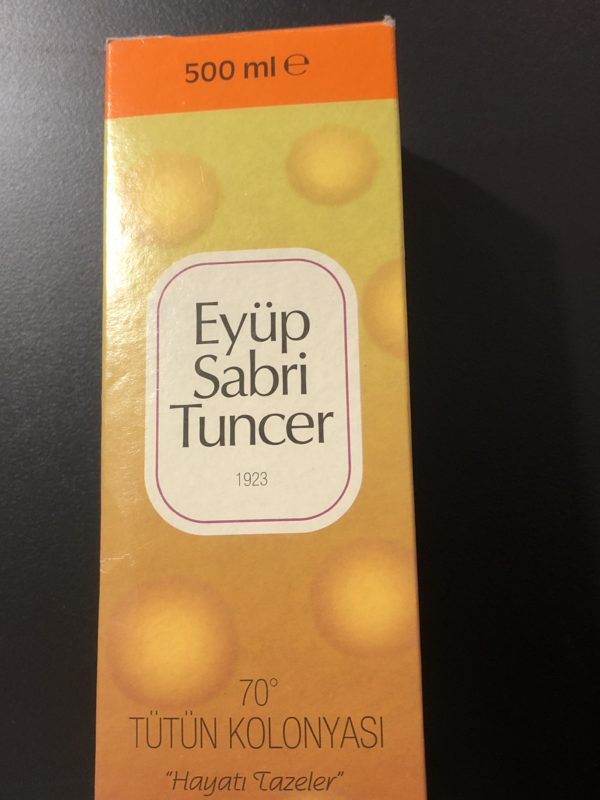 500 ml ℮
Eyüp
Sabri
Tuncer
1923
70°
TÜTÜN KOLONYASI
"Hayatı Tazeler"